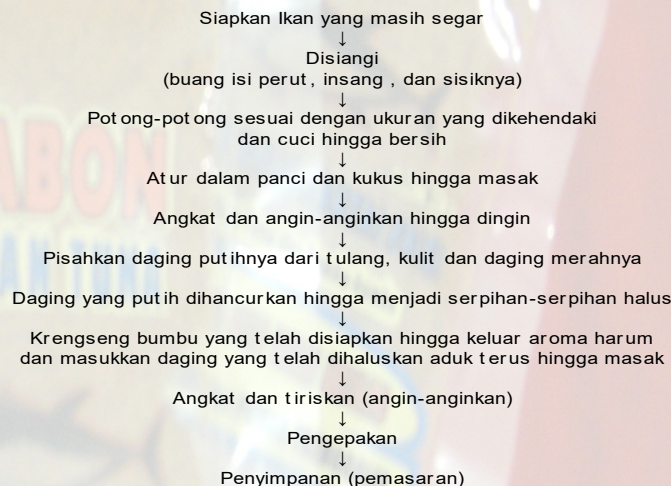 Siapkan Ikan yang masih segar
↓
Disiangi
(buang isi perut, insang, dan sisiknya)
↓
Potong-potong sesuai dengan ukuran yang dikehendaki
dan cuci hingga bersih
↓
Atur dalam panci dan kukus hingga masak
↓
Angkat dan angin-anginkan hingga dingin
↓
Pisahkan daging putihnya dari tulang, kulit dan daging merahnya
↓
Daging yang putih dihancurkan hingga menjadi serpihan-serpihan halus
↓
Krengseng bumbu yang telah disiapkan hingga keluar aroma harum
dan masukkan daging yang telah dihaluskan aduk terus hingga masak
↓
Angkat dan tiriskan (angin-anginkan)
↓
Pengepakan
↓
Penyimpanan (pemasaran)
ABON
AN TUNA